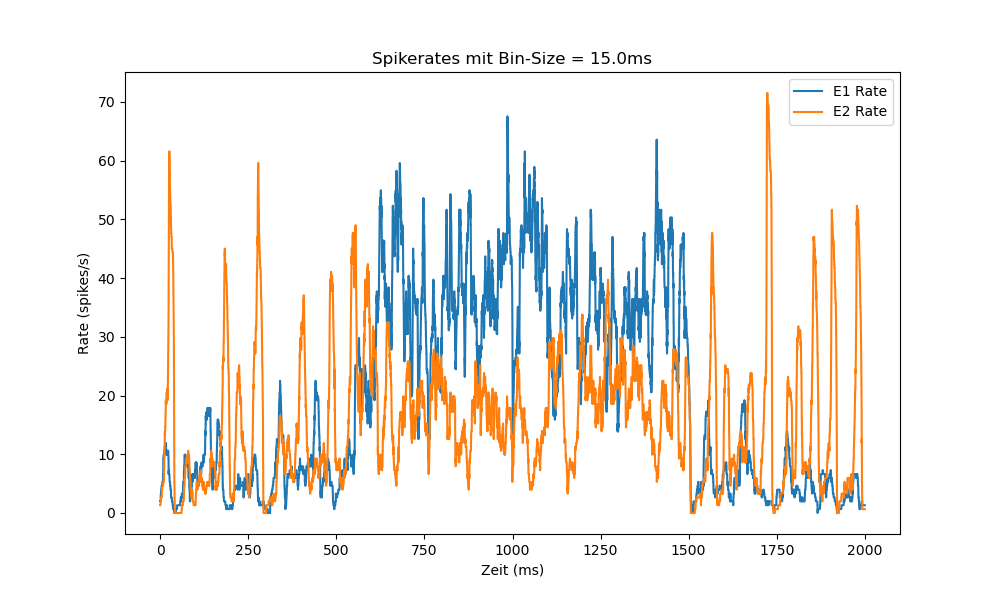 Spikerates mit Bin-Size = 15.0ms
E1 Rate
E2 Rate
Rate (spikes/s)
70
60
50
40
30
20
10
0
0 250 500 750 1000 1250 1500 1750 2000
Zeit (ms)